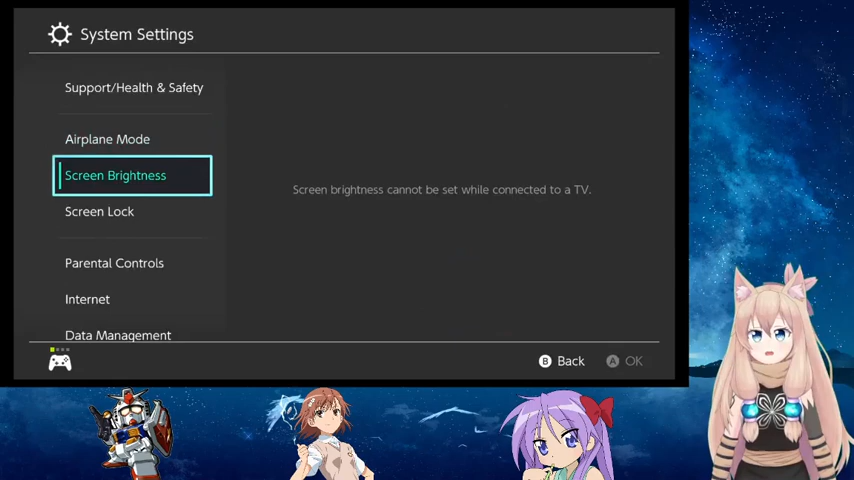 System Settings
Support/Health & Safety
Airplane Mode
Screen Brightness
Screen Lock
Parental Controls
Internet
Data Management
Screen brightness cannot be set while connected to a TV.
B Back
A OK